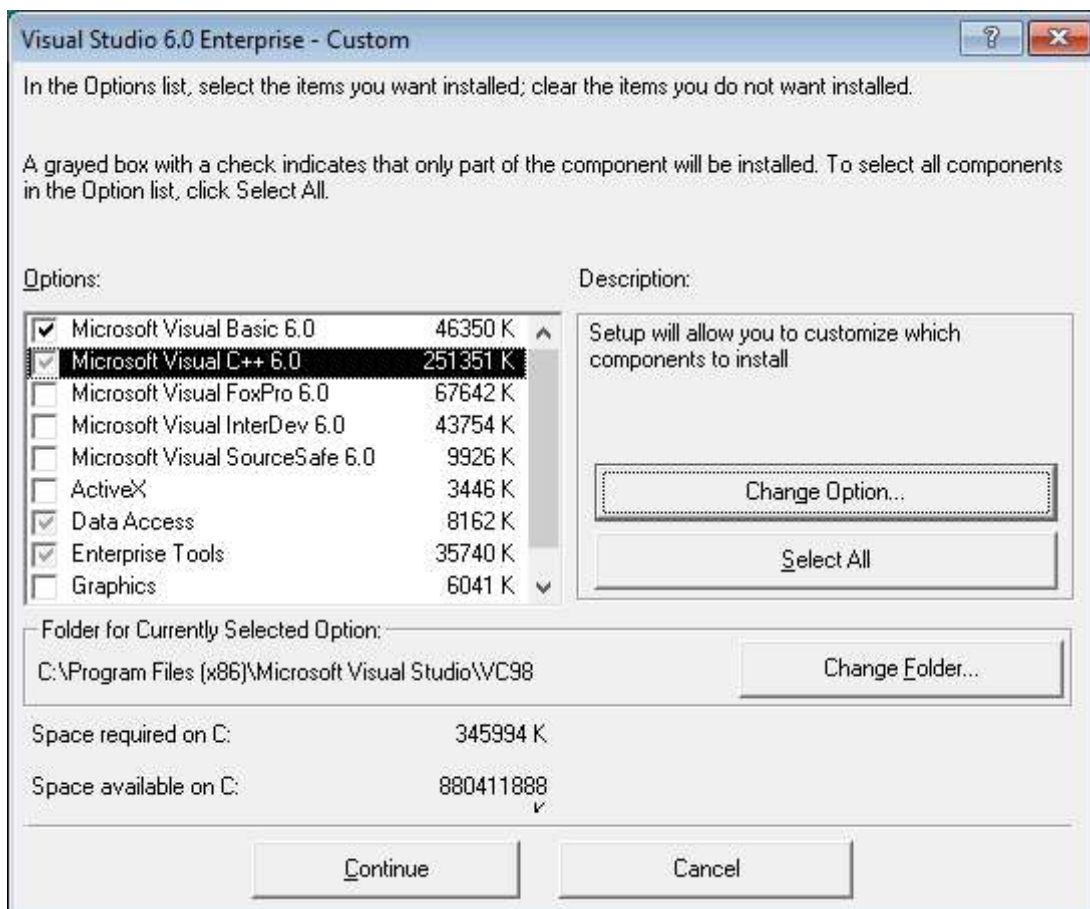 Visual Studio 6.0 Enterprise - Custom
In the Options list, select the items you want installed; clear the items you do not want installed.
A grayed box with a check indicates that only part of the component will be installed. To select all components
in the Option list, click Select All.
Options:
Description:
Microsoft Visual Basic 6.0 46350 K
Microsoft Visual C++ 6.0 251351 K
Microsoft Visual FoxPro 6.0 67642 K
Microsoft Visual InterDev 6.0 43754 K
Microsoft Visual SourceSafe 6.0 9926 K
ActiveX 3446 K
Data Access 8162 K
Enterprise Tools 35740 K
Graphics 6041 K
Setup will allow you to customize which
components to install
Change Option...
Select All
Folder for Currently Selected Option:
C:\Program Files (x86)\Microsoft Visual Studio\VC98
Change Folder...
Space required on C: 345994 K
Space available on C: 880411888
K
Continue
Cancel